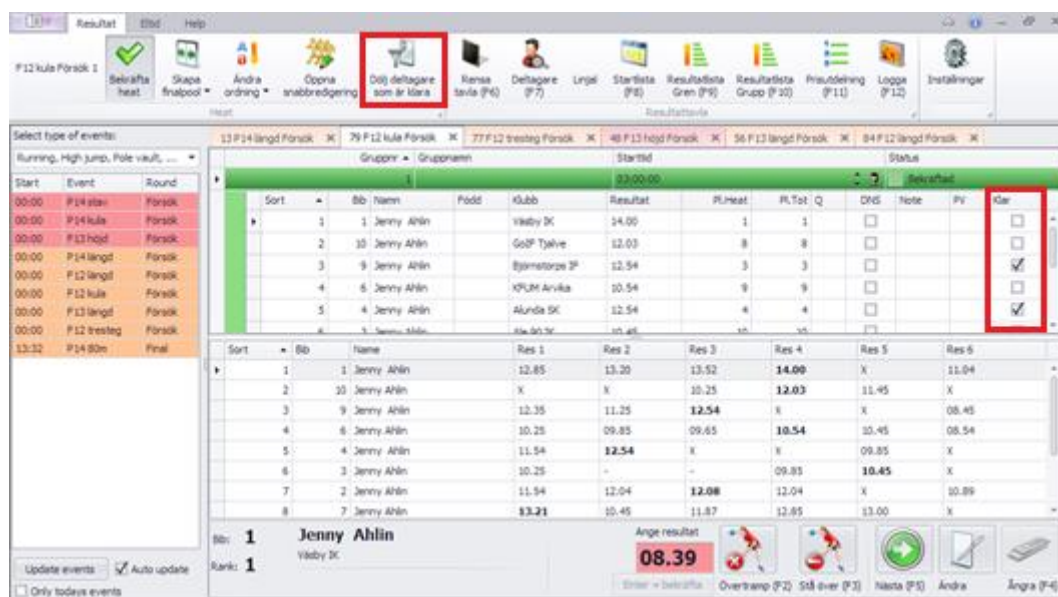 Resultat Eltid Help
F12 kula Försök 1
Bekräfta heat
Skapa finalpool
Ändra ordning
Öppna snabbredigering
Dölj deltagare som är klara
Rensa tavla (F6)
Deltagare (F7)
Linjal
Startlista (F8)
Resultatlista Gren (F9)
Resultatlista Grupp (F10)
Prisutdelning (F11)
Logga (F12)
Inställningar
Heat Resultattavla
Select type of events:
Running, High jump, Pole vault, ...
Start Event Round
00:00 P14 stav Försök
00:00 P14 kula Försök
00:00 F13 höjd Försök
00:00 P14 längd Försök
00:00 F12 längd Försök
00:00 F12 kula Försök
00:00 F13 längd Försök
00:00 F12 tresteg Försök
13:32 P14 80m Final
Update events Auto update
Only todays events
13 P14 längd Försök 79 F12 kula Försök 77 F12 tresteg Försök 48 F13 höjd Försök 56 F13 längd Försök 84 F12 längd Försök
Gruppnr Gruppnamn Starttid Status
1 03:00:00 Bekräftad
Sort Bib Namn Född Klubb Resultat Pl.Heat Pl.Tot Q DNS Note PV Klar
1 1 Jenny Ahlin Väsby IK 14.00 1 1
2 10 Jenny Ahlin GoIF Tjalve 12.03 8 8
3 9 Jenny Ahlin Björnstorps IF 12.54 3 3
4 6 Jenny Ahlin KFUM Arvika 10.54 9 9
5 4 Jenny Ahlin Alunda SK 12.54 4 4
6 3 Jenny Ahlin 10.45 10 10
Sort Bib Name Res 1 Res 2 Res 3 Res 4 Res 5 Res 6
1 1 Jenny Ahlin 12.85 13.20 13.52 14.00 X 11.04
2 10 Jenny Ahlin X X 10.25 12.03 11.45 X
3 9 Jenny Ahlin 12.35 11.25 12.54 X X 08.45
4 6 Jenny Ahlin 10.25 09.85 09.65 10.54 10.45 08.54
5 4 Jenny Ahlin 11.54 12.54 X X 09.85 X
6 3 Jenny Ahlin 10.25 - - 09.85 10.45 X
7 2 Jenny Ahlin 11.54 12.04 12.08 12.04 X 10.89
8 7 Jenny Ahlin 13.21 10.45 11.87 12.85 13.00 X
Bib: 1 Jenny Ahlin
Väsby IK
Rank: 1
Ange resultat
08.39
Enter = bekräfta
Övertramp (F2) Stå över (F3) Nästa (F5) Ändra Ångra (F4)